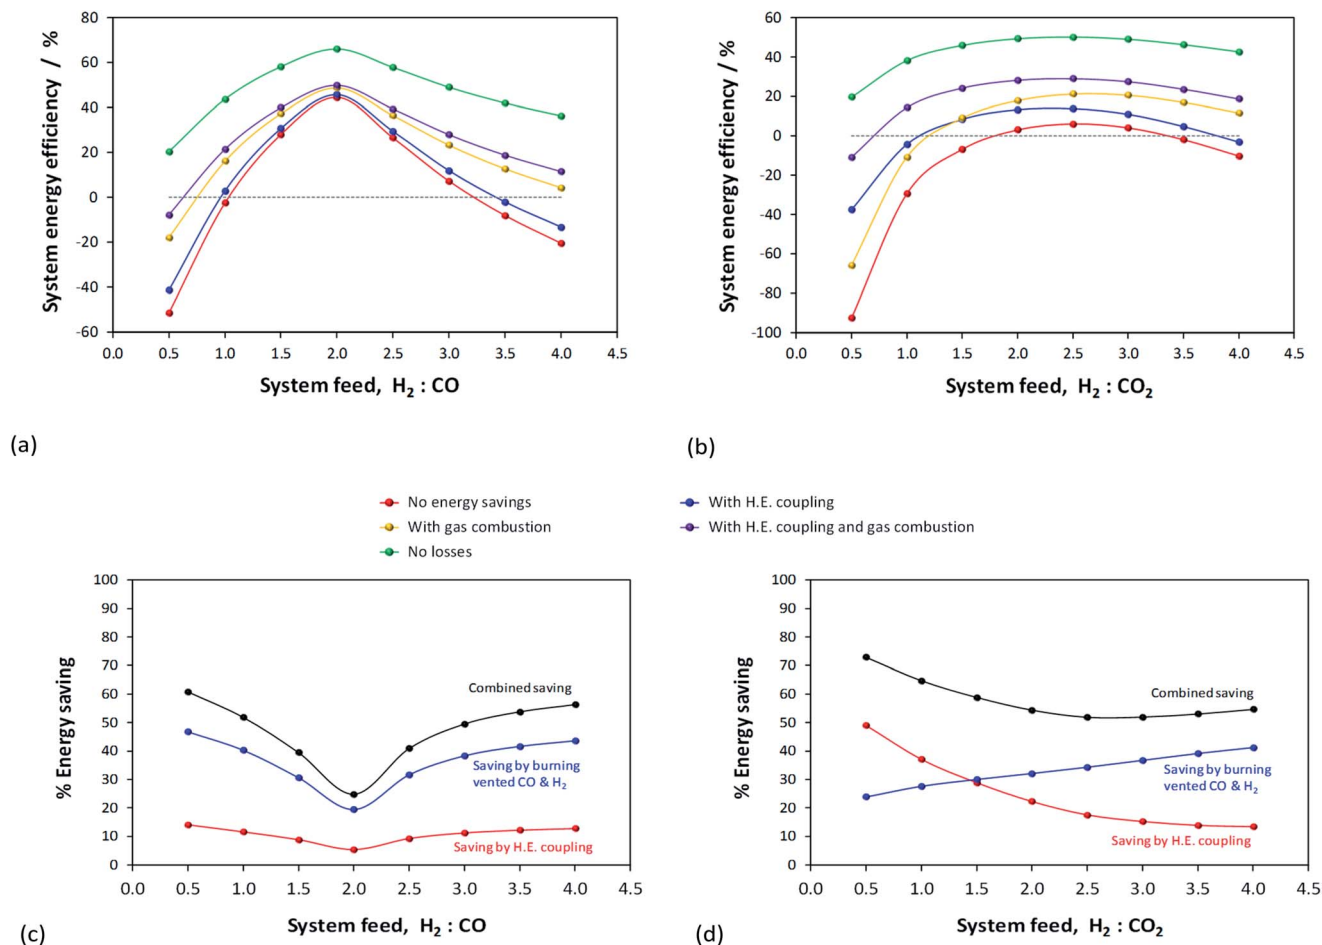 80
60
40
20
0
-20
-40
-60
0.0 0.5 1.0 1.5 2.0 2.5 3.0 3.5 4.0 4.5
System energy efficiency / %
System feed, H₂ : CO
(a)
60
40
20
0
-20
-40
-60
-80
-100
0.0 0.5 1.0 1.5 2.0 2.5 3.0 3.5 4.0 4.5
System energy efficiency / %
System feed, H₂ : CO₂
(b)
No energy savings
With gas combustion
No losses
With H.E. coupling
With H.E. coupling and gas combustion
100
90
80
70
60
50
40
30
20
10
0
0.0 0.5 1.0 1.5 2.0 2.5 3.0 3.5 4.0 4.5
% Energy saving
Combined saving
Saving by burning
vented CO & H₂
Saving by H.E. coupling
System feed, H₂ : CO
(c)
100
90
80
70
60
50
40
30
20
10
0
0.0 0.5 1.0 1.5 2.0 2.5 3.0 3.5 4.0 4.5
% Energy saving
Combined saving
Saving by burning
vented CO & H₂
Saving by H.E. coupling
System feed, H₂ : CO₂
(d)